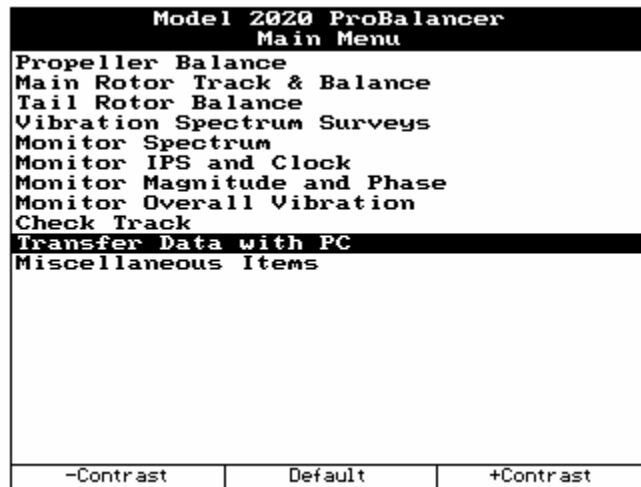 Model 2020 ProBalancer
Main Menu
Propeller Balance
Main Rotor Track & Balance
Tail Rotor Balance
Vibration Spectrum Surveys
Monitor Spectrum
Monitor IPS and Clock
Monitor Magnitude and Phase
Monitor Overall Vibration
Check Track
Transfer Data with PC
Miscellaneous Items
-Contrast Default +Contrast